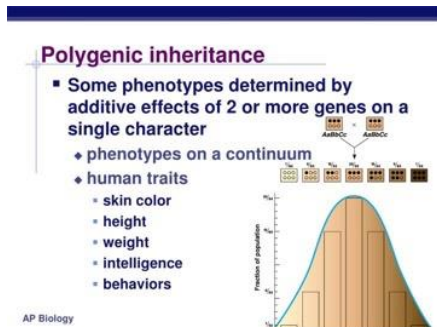 Polygenic inheritance
Some phenotypes determined by
additive effects of 2 or more genes on a
single character
phenotypes on a continuum
human traits
skin color
height
weight
intelligence
behaviors
AaBbCc × AaBbCc
Fraction of population
AP Biology